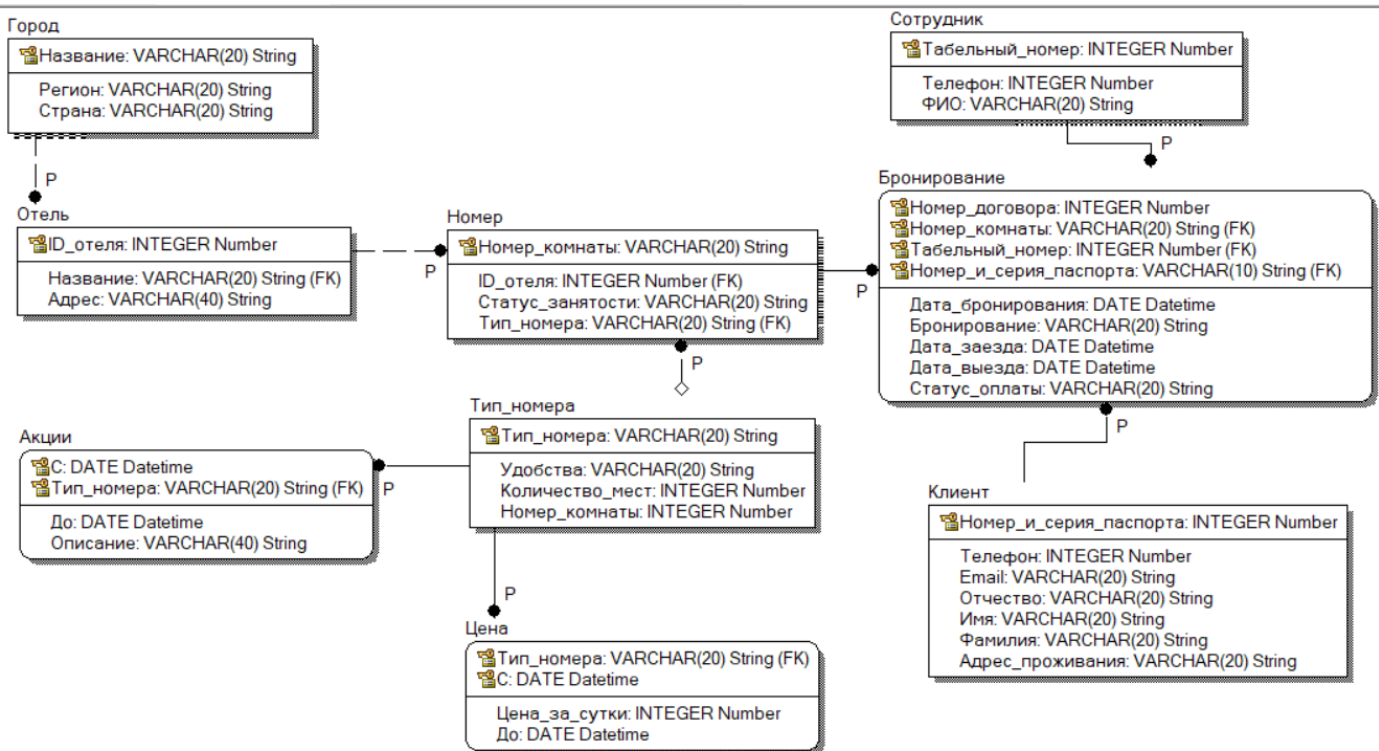 Город
Название: VARCHAR(20) String
Регион: VARCHAR(20) String
Страна: VARCHAR(20) String
P
Сотрудник
Табельный_номер: INTEGER Number
Телефон: INTEGER Number
ФИО: VARCHAR(20) String
P
Отель
ID_отеля: INTEGER Number
Название: VARCHAR(20) String (FK)
Адрес: VARCHAR(40) String
P
Номер
Номер_комнаты: VARCHAR(20) String
ID_отеля: INTEGER Number (FK)
Статус_занятости: VARCHAR(20) String
Тип_номера: VARCHAR(20) String (FK)
P
P
Бронирование
Номер_договора: INTEGER Number
Номер_комнаты: VARCHAR(20) String (FK)
Табельный_номер: INTEGER Number (FK)
Номер_и_серия_паспорта: VARCHAR(10) String (FK)
Дата_бронирования: DATE Datetime
Бронирование: VARCHAR(20) String
Дата_заезда: DATE Datetime
Дата_выезда: DATE Datetime
Статус_оплаты: VARCHAR(20) String
P
Тип_номера
Тип_номера: VARCHAR(20) String
Удобства: VARCHAR(20) String
Количество_мест: INTEGER Number
Номер_комнаты: INTEGER Number
P
Акции
С: DATE Datetime
Тип_номера: VARCHAR(20) String (FK)
До: DATE Datetime
Описание: VARCHAR(40) String
P
Клиент
Номер_и_серия_паспорта: INTEGER Number
Телефон: INTEGER Number
Email: VARCHAR(20) String
Отчество: VARCHAR(20) String
Имя: VARCHAR(20) String
Фамилия: VARCHAR(20) String
Адрес_проживания: VARCHAR(20) String
Цена
Тип_номера: VARCHAR(20) String (FK)
С: DATE Datetime
Цена_за_сутки: INTEGER Number
До: DATE Datetime